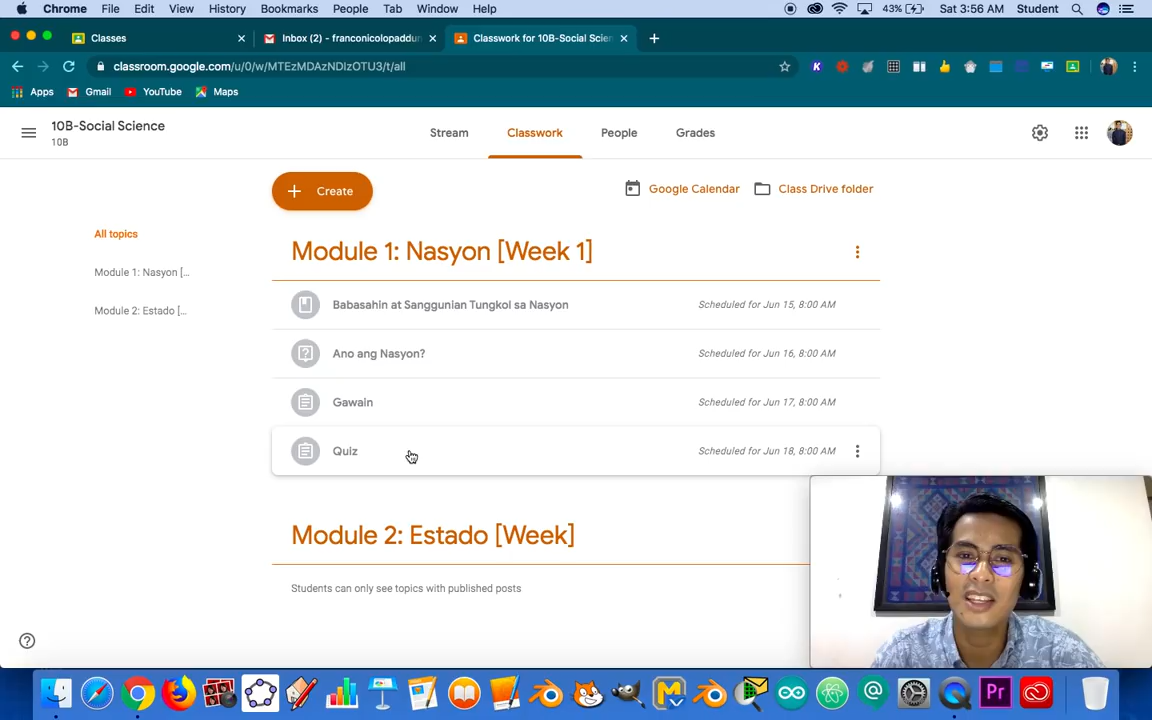 Chrome File Edit View History Bookmarks People Tab Window Help 43% Sat 3:56 AM Student
Classes Inbox (2) - franconicolopaddun Classwork for 10B-Social Scien
classroom.google.com/u/0/w/MTEzMDAzNDIzOTU3/t/all
Apps Gmail YouTube Maps
10B-Social Science
10B
Stream Classwork People Grades
Create
Google Calendar Class Drive folder
All topics
Module 1: Nasyon [...
Module 2: Estado [...
Module 1: Nasyon [Week 1]
Babasahin at Sanggunian Tungkol sa Nasyon Scheduled for Jun 15, 8:00 AM
Ano ang Nasyon? Scheduled for Jun 16, 8:00 AM
Gawain Scheduled for Jun 17, 8:00 AM
Quiz Scheduled for Jun 18, 8:00 AM
Module 2: Estado [Week]
Students can only see topics with published posts
Pr